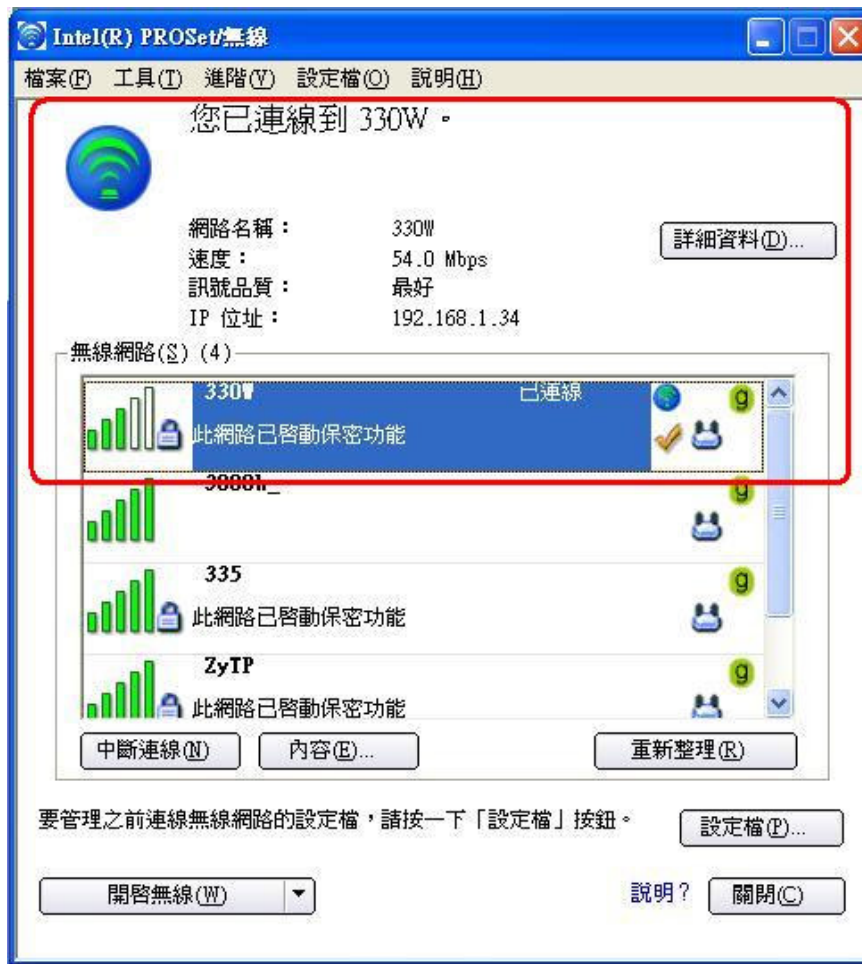 Intel(R) PROSet/無線
檔案(F) 工具(T) 進階(V) 設定檔(O) 說明(H)
您已連線到 330W。
網路名稱： 330W
速度： 54.0 Mbps
訊號品質： 最好
IP 位址： 192.168.1.34
詳細資料(D)...
無線網路(S) (4)
330W 已連線
g
此網路已啓動保密功能
g
335
g
此網路已啓動保密功能
ZyTP
g
此網路已啓動保密功能
中斷連線(N) 內容(E)... 重新整理(R)
要管理之前連線無線網路的設定檔，請按一下「設定檔」按鈕。
設定檔(P)...
開啓無線(W)
說明?
關閉(C)